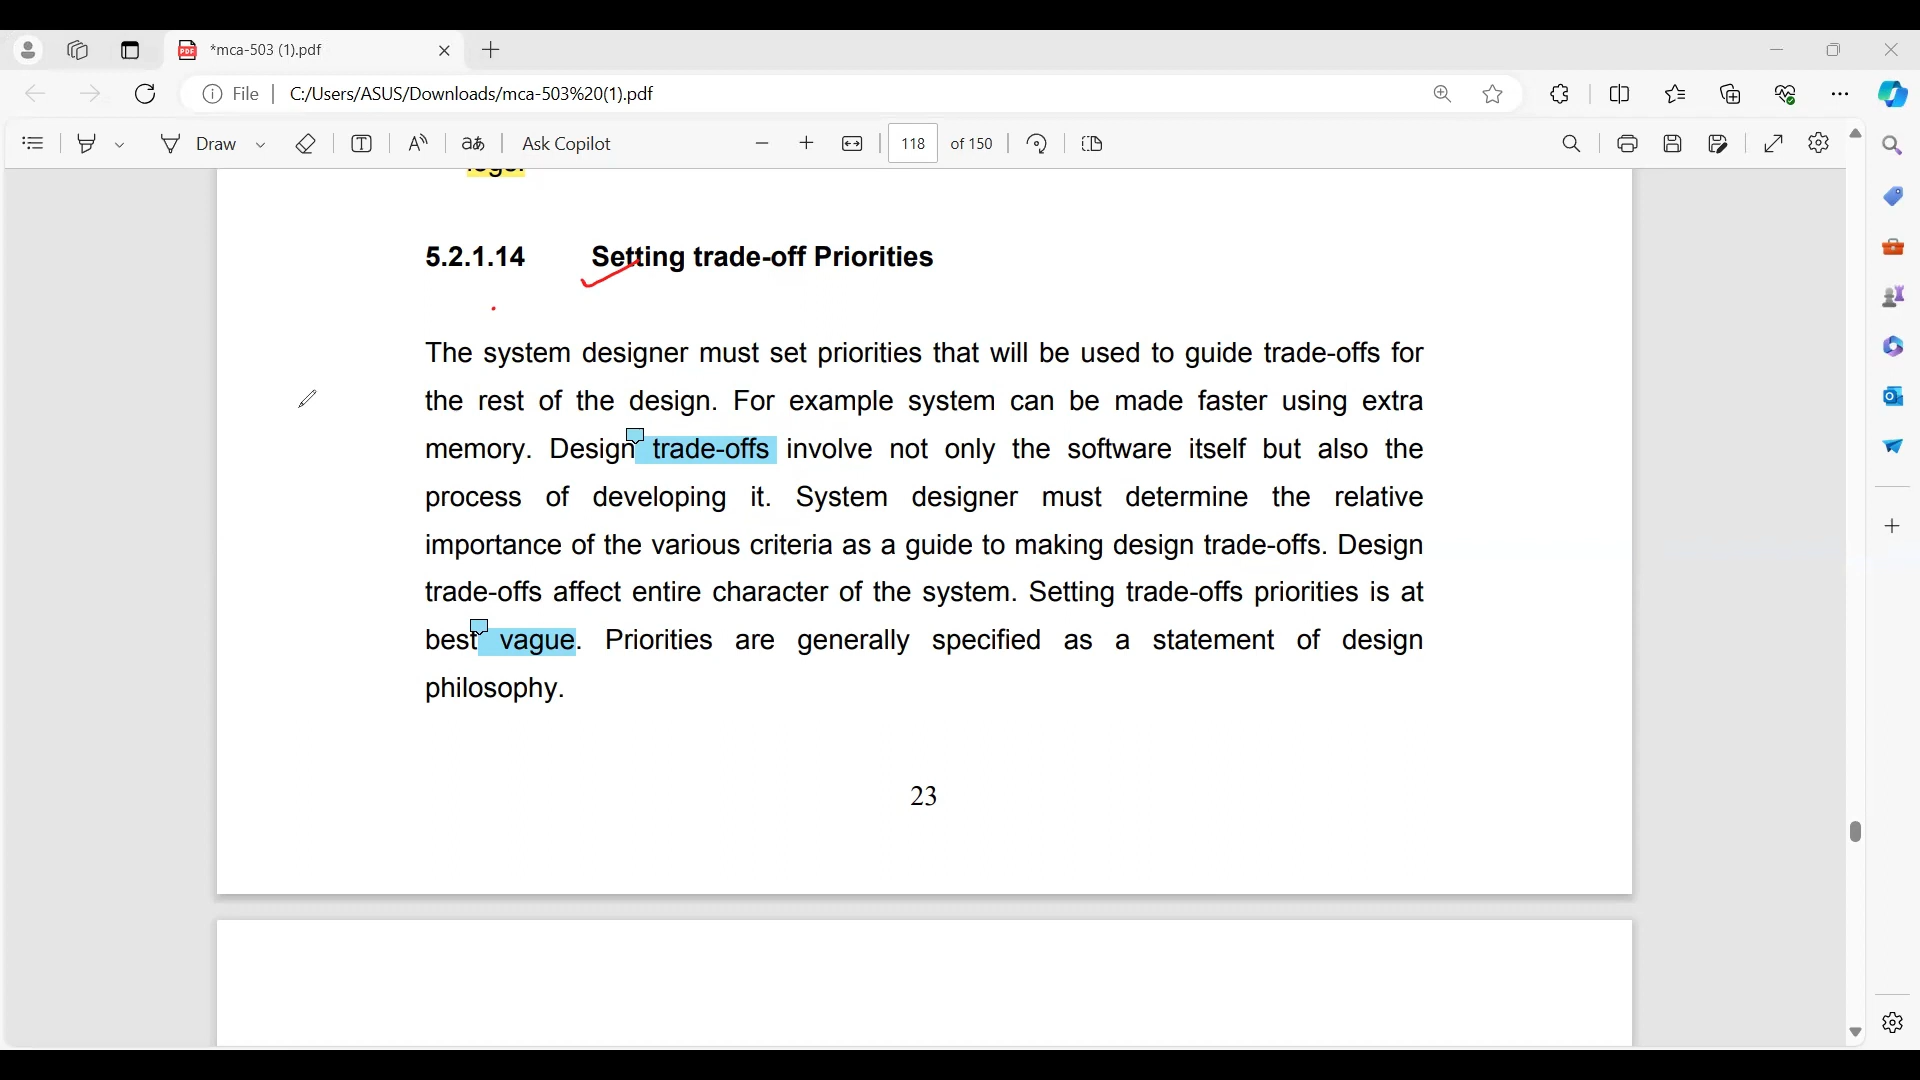 *mca-503 (1).pdf
File
C:/Users/ASUS/Downloads/mca-503%20(1).pdf
Draw
aあ
Ask Copilot
118 of 150
5.2.1.14 Setting trade-off Priorities
The system designer must set priorities that will be used to guide trade-offs for
the rest of the design. For example system can be made faster using extra
memory. Design trade-offs involve not only the software itself but also the
process of developing it. System designer must determine the relative
importance of the various criteria as a guide to making design trade-offs. Design
trade-offs affect entire character of the system. Setting trade-offs priorities is at
best vague. Priorities are generally specified as a statement of design
philosophy.
23